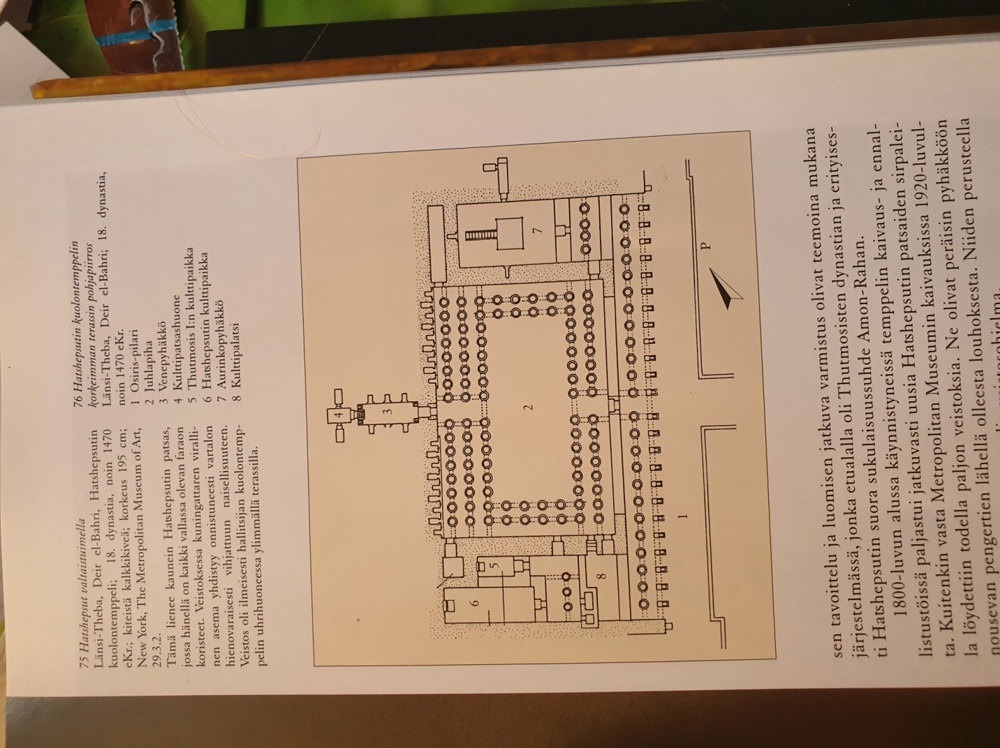 75 Hatshepsut valtaistuimella
Länsi-Theba, Deir el-Bahri, Hatshepsutin
kuolontemppeli; 18. dynastia, noin 1470
eKr.; kiteistä kalkkikiveä; korkeus 195 cm;
New York, The Metropolitan Museum of Art,
29.3.2.
Tämä lienee kaunein Hatshepsutin patsas,
jossa hänellä on kaikki vallassa olevan faraon
koristeet. Veistoksessa kuningattaren viralli-
nen asema yhdistyy onnistuneesti vartalon
hienovaraisesti vihjattuun naisellisuuteen.
Veistos oli ilmeisesti hallitsijan kuolontemp-
pelin uhrihuoneessa ylimmällä terassilla.
76 Hatshepsutin kuolontemppelin
korkeimman terassin pohjapiirros
Länsi-Theba, Deir el-Bahri; 18. dynastia,
noin 1470 eKr.
1 Osiris-pilari
2 Juhlapiha
3 Venepyhäkkö
4 Kulttipatsashuone
5 Thutmosis I:n kulttipaikka
6 Hatshepsutin kulttipaikka
7 Aurinkopyhäkkö
8 Kulttipalatsi
4
3
7
2
5
6
8
1
P
sen tavoittelu ja luomisen jatkuva varmistus olivat teemoina mukana
järjestelmässä, jonka etualalla oli Thutmosisten dynastian ja erityises-
ti Hatshepsutin suora sukulaisuussuhde Amon-Rahan.
1800-luvun alussa käynnistyneissä temppelin kaivaus- ja ennal-
listustöissä paljastui jatkuvasti uusia Hatshepsutin patsaiden sirpalei-
ta. Kuitenkin vasta Metropolitan Museumin kaivauksissa 1920-luvul-
la löydettiin todella paljon veistoksia. Ne olivat peräisin pyhäkköön
nousevan pengertien lähellä olleesta louhoksesta. Niiden perusteella